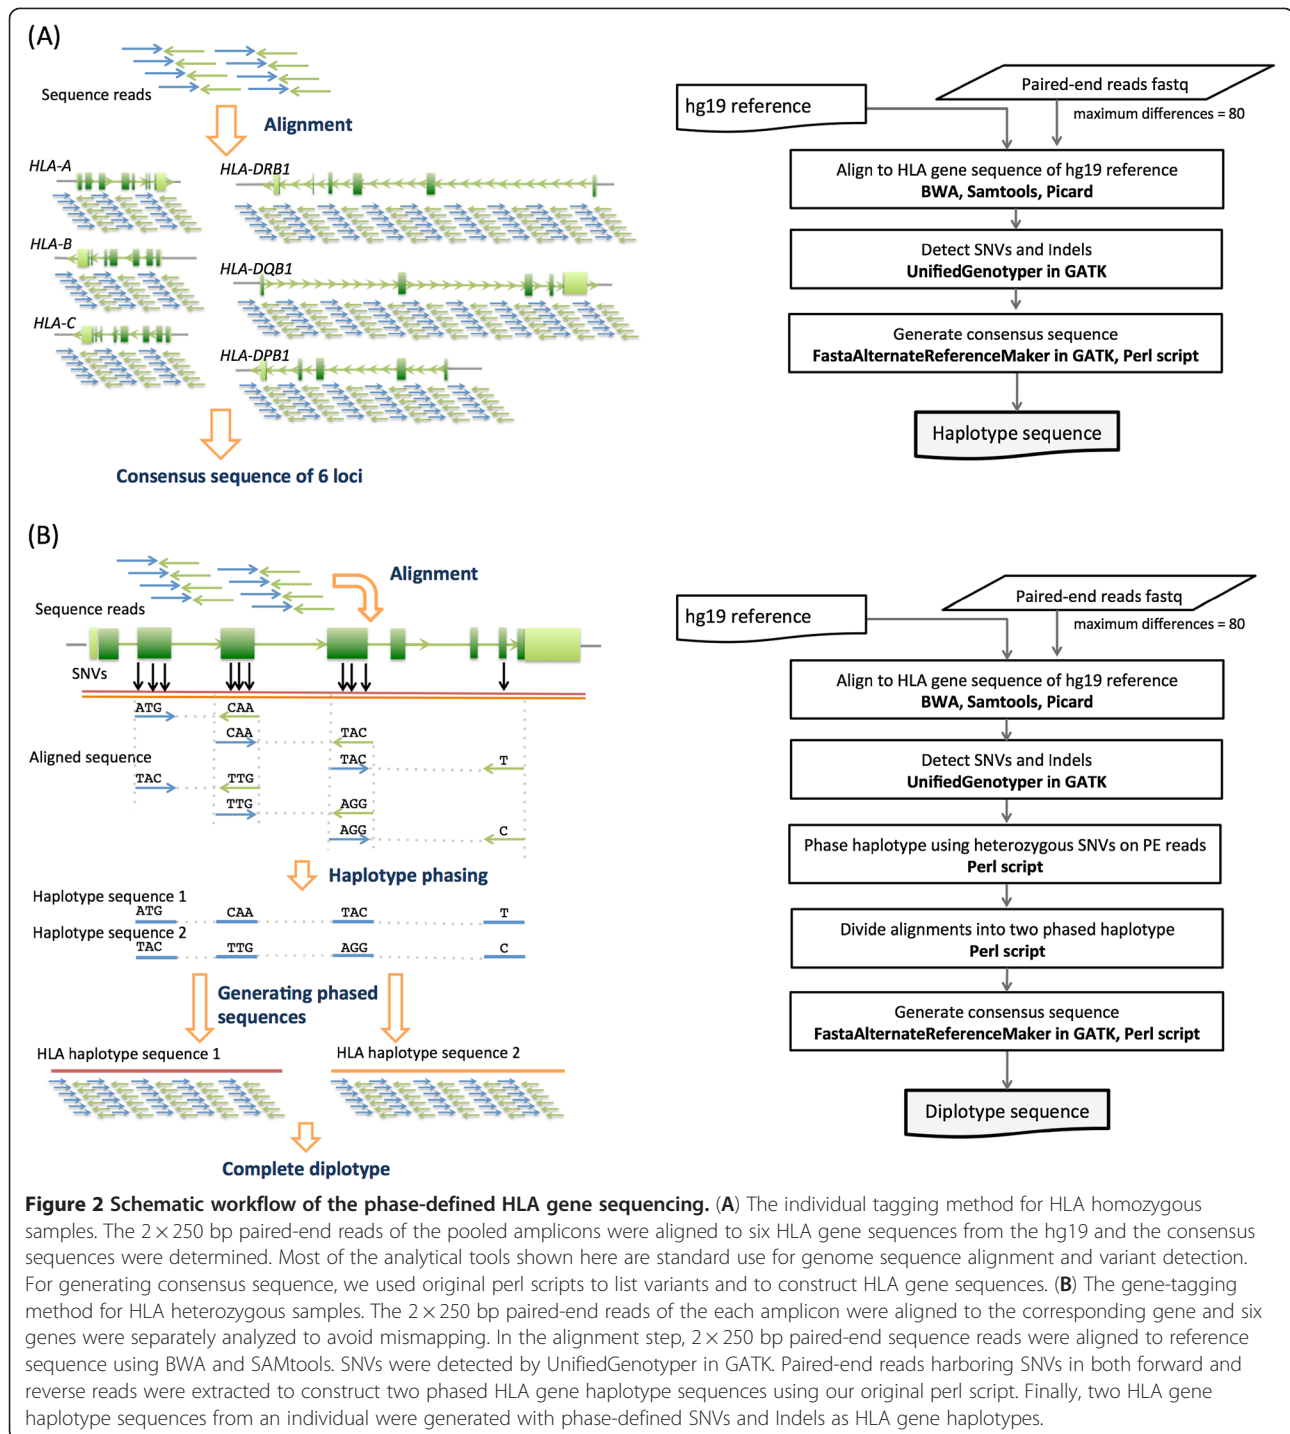 (A)
Sequence reads
Alignment
HLA-A
HLA-B
HLA-C
HLA-DRB1
HLA-DQB1
HLA-DPB1
Consensus sequence of 6 loci
hg19 reference
Paired-end reads fastq
maximum differences = 80
Align to HLA gene sequence of hg19 reference
BWA, Samtools, Picard
Detect SNVs and Indels
UnifiedGenotyper in GATK
Generate consensus sequence
FastaAlternateReferenceMaker in GATK, Perl script
Haplotype sequence
(B)
Alignment
Sequence reads
SNVs
ATG CAA
CAA TAC
Aligned sequence
TAC T
TAC TTG
TTG AGG
AGG C
Haplotype phasing
Haplotype sequence 1
ATG CAA TAC T
Haplotype sequence 2
TAC TTG AGG C
Generating phased
sequences
HLA haplotype sequence 1
HLA haplotype sequence 2
Complete diplotype
hg19 reference
Paired-end reads fastq
maximum differences = 80
Align to HLA gene sequence of hg19 reference
BWA, Samtools, Picard
Detect SNVs and Indels
UnifiedGenotyper in GATK
Phase haplotype using heterozygous SNVs on PE reads
Perl script
Divide alignments into two phased haplotype
Perl script
Generate consensus sequence
FastaAlternateReferenceMaker in GATK, Perl script
Diplotype sequence
Figure 2 Schematic workflow of the phase-defined HLA gene sequencing. (A) The individual tagging method for HLA homozygous
samples. The 2 × 250 bp paired-end reads of the pooled amplicons were aligned to six HLA gene sequences from the hg19 and the consensus
sequences were determined. Most of the analytical tools shown here are standard use for genome sequence alignment and variant detection.
For generating consensus sequence, we used original perl scripts to list variants and to construct HLA gene sequences. (B) The gene-tagging
method for HLA heterozygous samples. The 2 × 250 bp paired-end reads of the each amplicon were aligned to the corresponding gene and six
genes were separately analyzed to avoid mismapping. In the alignment step, 2 × 250 bp paired-end sequence reads were aligned to reference
sequence using BWA and SAMtools. SNVs were detected by UnifiedGenotyper in GATK. Paired-end reads harboring SNVs in both forward and
reverse reads were extracted to construct two phased HLA gene haplotype sequences using our original perl script. Finally, two HLA gene
haplotype sequences from an individual were generated with phase-defined SNVs and Indels as HLA gene haplotypes.